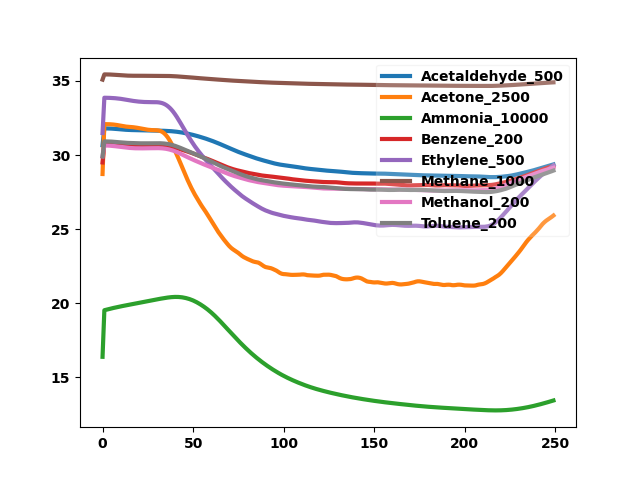 35
30
25
20
15
0
50
100
150
200
250
Acetaldehyde_500
Acetone_2500
Ammonia_10000
Benzene_200
Ethylene_500
Methane_1000
Methanol_200
Toluene_200